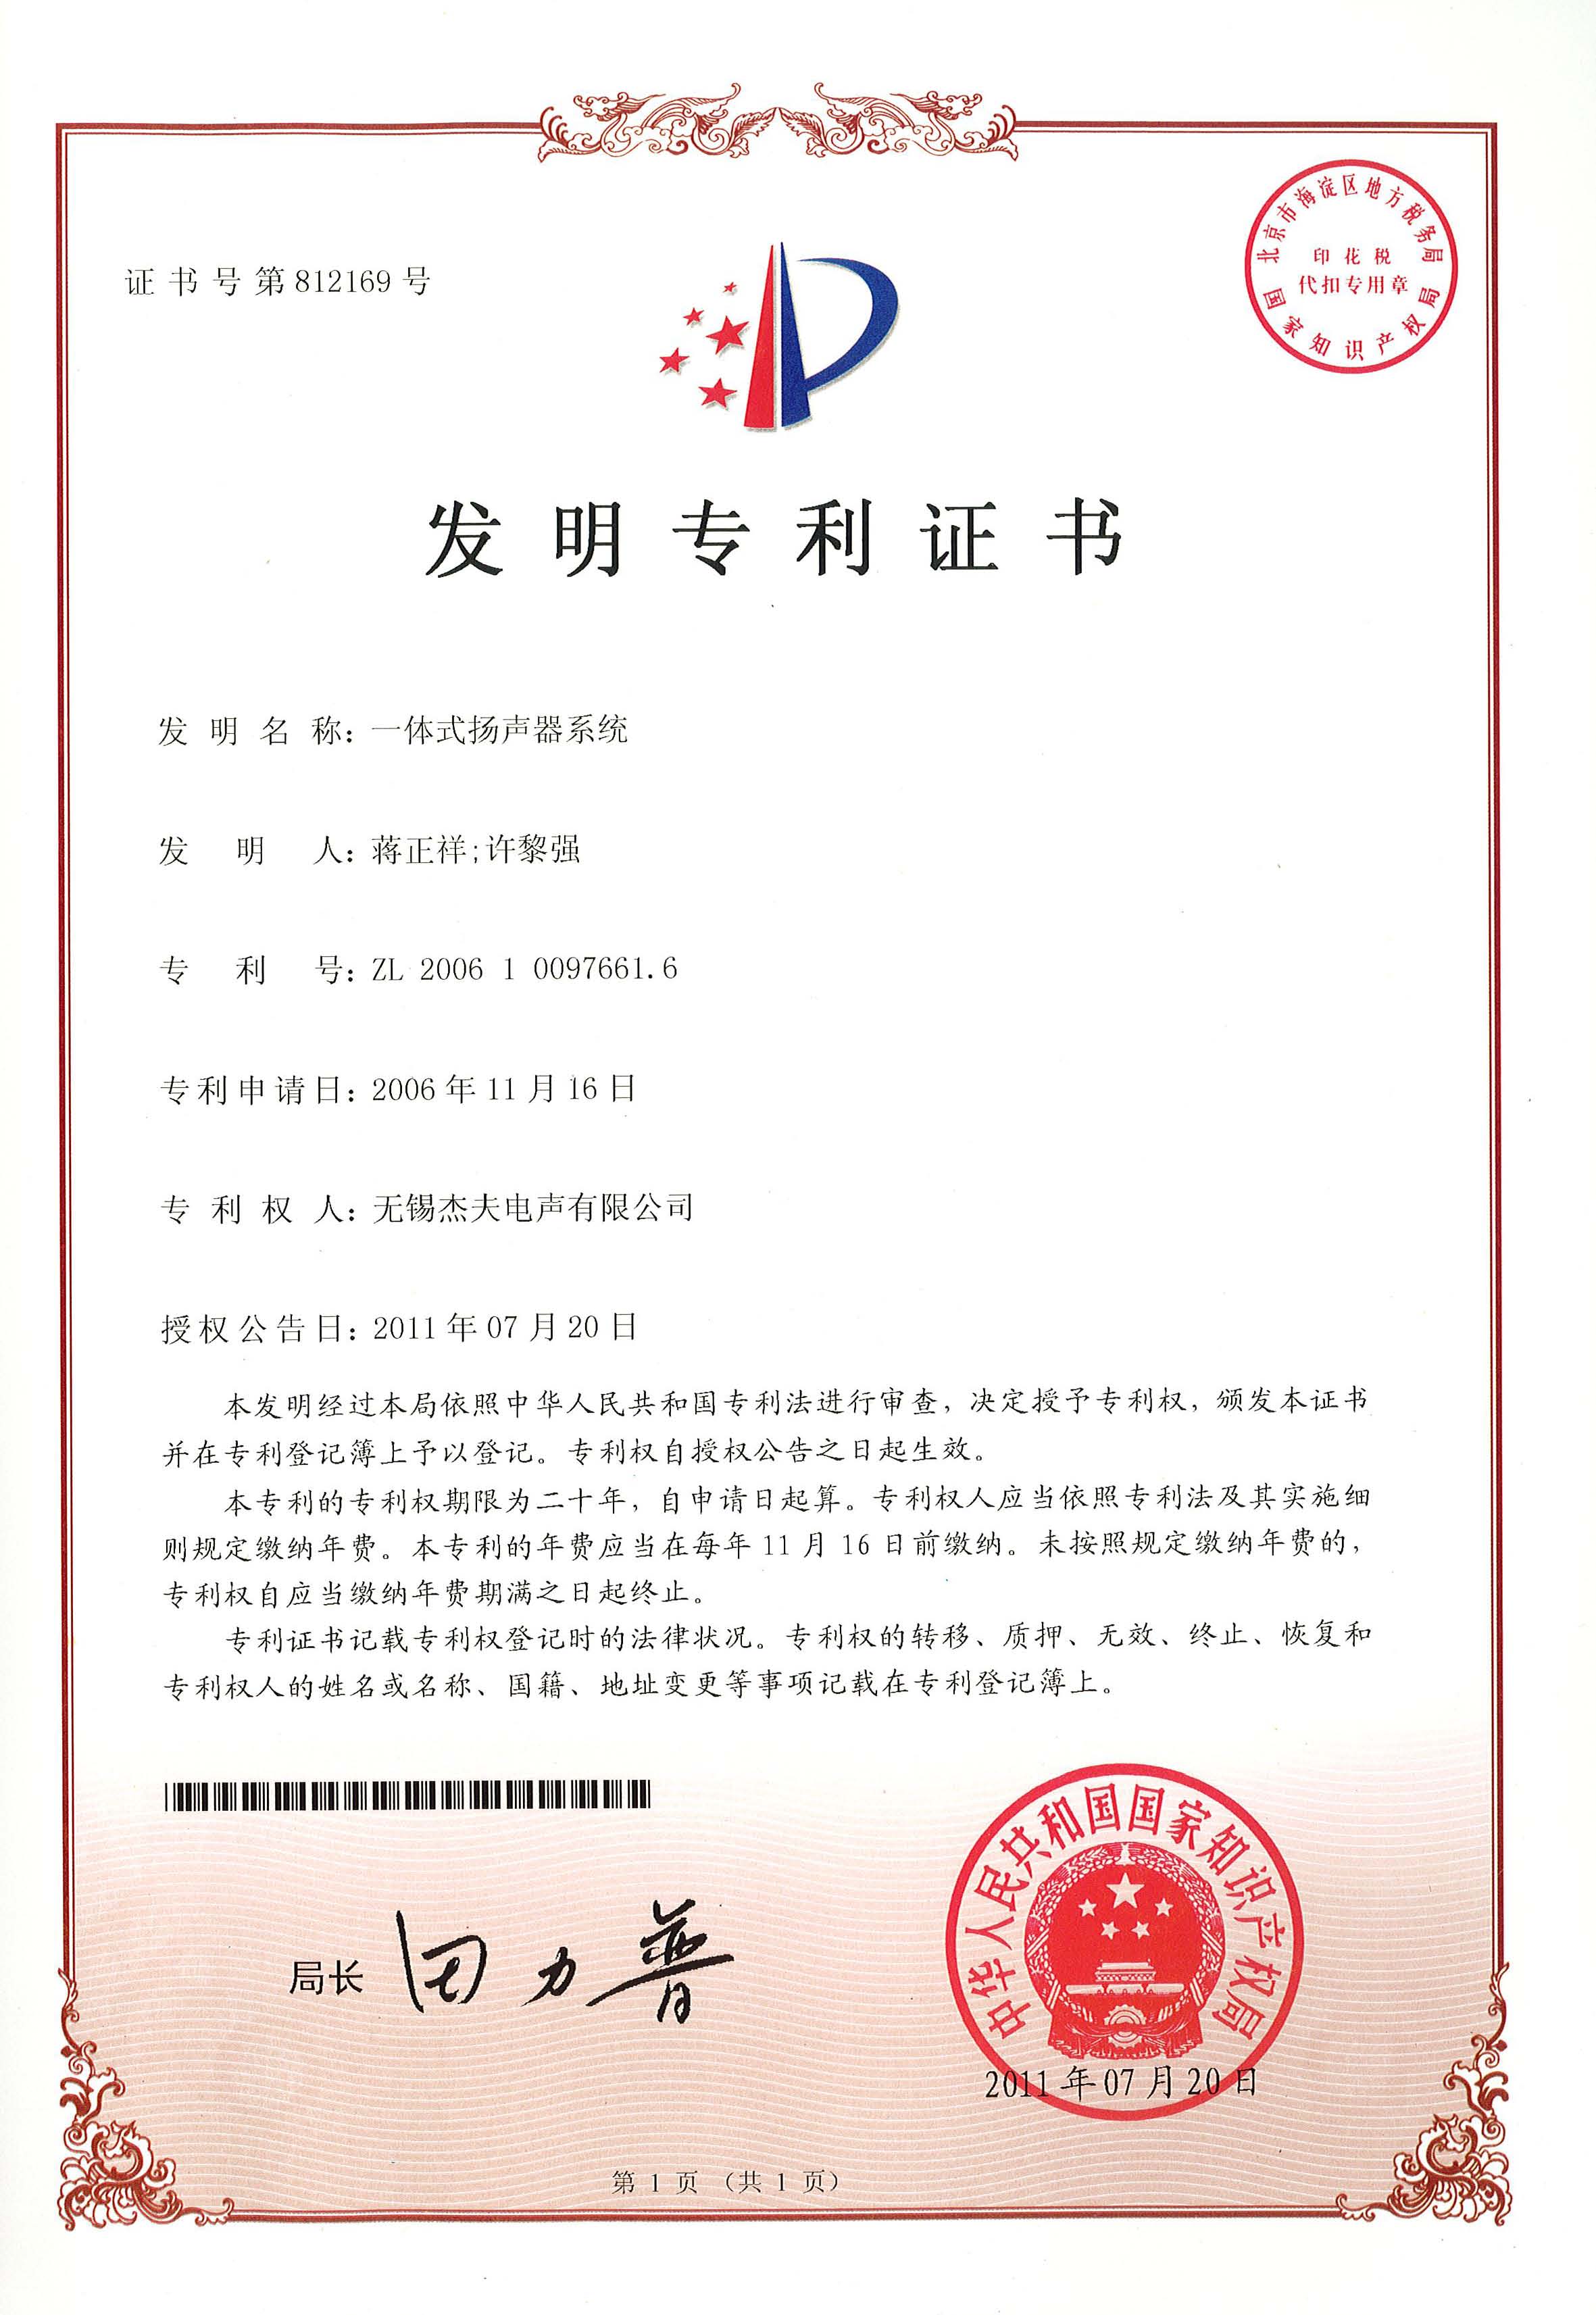 证书号第812169号
北京市海淀区地方税务局
印花税
代扣专用章
国家知识产权局
发明专利证书
发明名称：一体式扬声器系统
发明人：蒋正祥;许黎强
专利号：ZL 2006 1 0097661.6
专利申请日：2006年11月16日
专利权人：无锡杰夫电声有限公司
授权公告日：2011年07月20日
本发明经过本局依照中华人民共和国专利法进行审查，决定授予专利权，颁发本证书
并在专利登记簿上予以登记。专利权自授权公告之日起生效。
本专利的专利权期限为二十年，自申请日起算。专利权人应当依照专利法及其实施细
则规定缴纳年费。本专利的年费应当在每年11月16日前缴纳。未按照规定缴纳年费的，
专利权自应当缴纳年费期满之日起终止。
专利证书记载专利权登记时的法律状况。专利权的转移、质押、无效、终止、恢复和
专利权人的姓名或名称、国籍、地址变更等事项记载在专利登记簿上。
局长 田力普
中华人民共和国国家知识产权局
2011年07月20日
第1页（共1页）